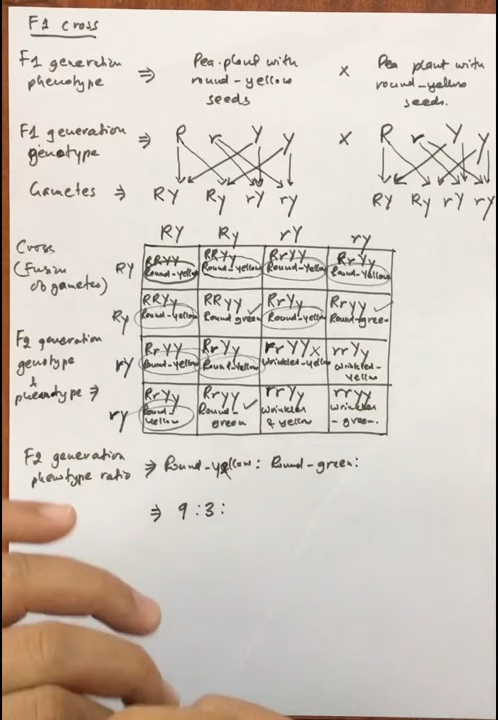 F1 cross
F1 generation phenotype ⇒ Pea plant with round-yellow seeds × Pea plant with round-yellow seeds.
F1 generation genotype ⇒ R r Y y × R r Y y
Gametes ⇒ RY Ry rY ry RY Ry rY ry
RY Ry rY ry
Cross (Fusion of gametes)
RY RRYY Round-yellow RRYy Round-yellow RrYY Round-yellow RrYy Round-Yellow
Ry RRYy Round-yellow RRyy Round green RrYy Round-yellow Rryy Round-green
F2 generation genotype & phenotype ⇒
rY RrYY Round-yellow RrYy Round-Yellow rrYY × Wrinkled-yellow rrYy Wrinkled-yellow
ry RrYy Round-yellow Rryy Round-green rrYy Wrinkled & yellow rryy Wrinkled-green.
F2 generation phenotype ratio ⇒ Round-yellow: Round-green:
⇒ 9:3: